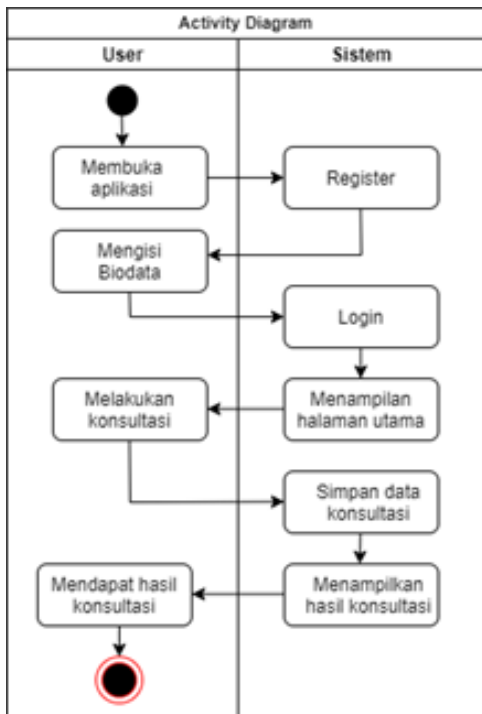 Activity Diagram
User
Sistem
Membuka
aplikasi
Register
Mengisi
Biodata
Login
Menampilan
halaman utama
Melakukan
konsultasi
Simpan data
konsultasi
Menampilkan
hasil konsultasi
Mendapat hasil
konsultasi